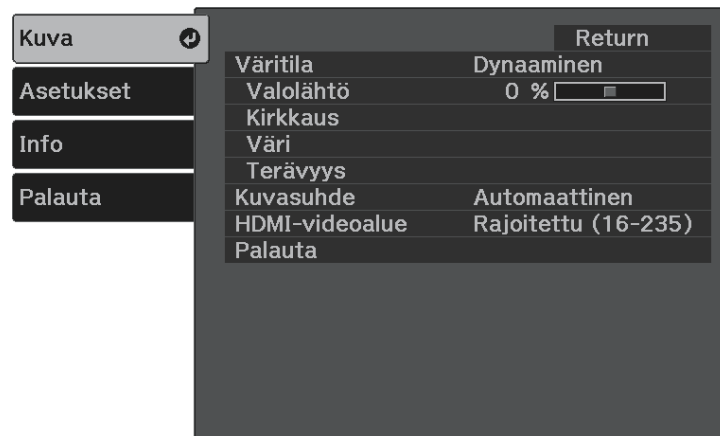 Kuva
Asetukset
Info
Palauta
Return
Väritila Dynaaminen
Valolähtö 0 %
Kirkkaus
Väri
Terävyys
Kuvasuhde Automaattinen
HDMI-videoalue Rajoitettu (16-235)
Palauta